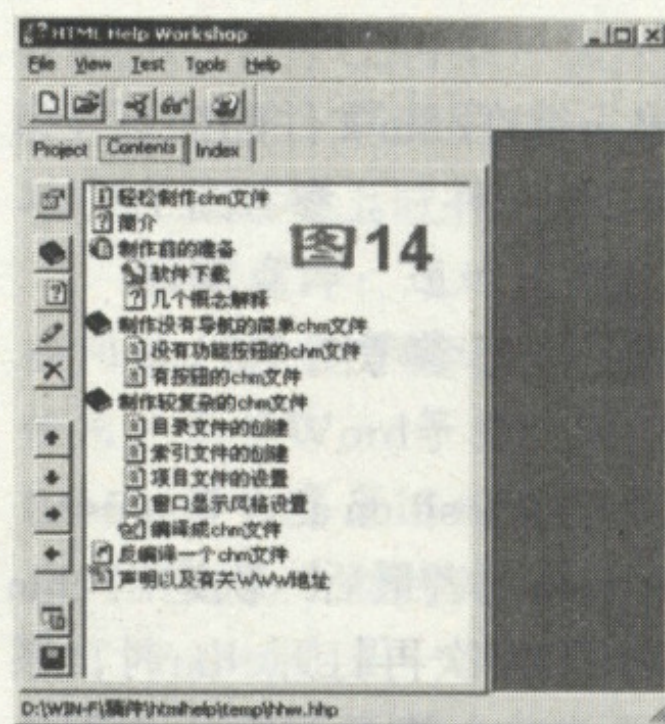 HTML Help Workshop
File View Test Tools Help
Project Contents Index
轻松制作chm文件
简介
图14
制作前的准备
软件下载
几个概念解释
制作没有导航的简单chm文件
没有功能按钮的chm文件
有按钮的chm文件
制作较复杂的chm文件
目录文件的创建
索引文件的创建
项目文件的设置
窗口显示风格设置
编译成chm文件
反编译一个chm文件
声明以及有关WWW地址
D:\WIN-F\稿件\htmlhelp\temp\hhw.hhp